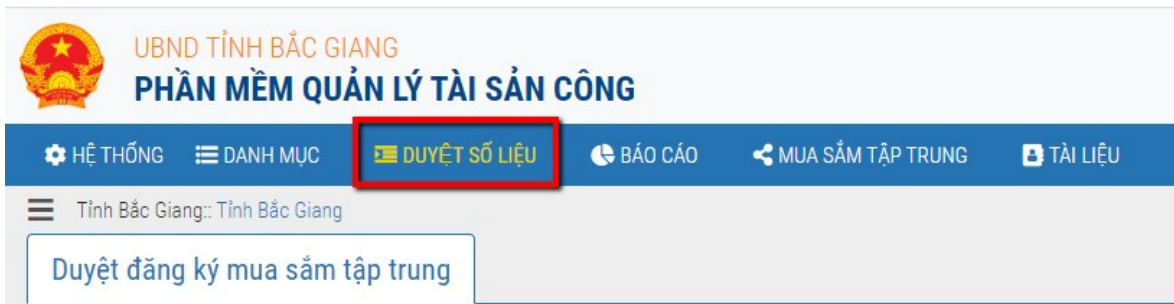 UBND TỈNH BẮC GIANG
PHẦN MỀM QUẢN LÝ TÀI SẢN CÔNG
HỆ THỐNG DANH MỤC DUYỆT SỐ LIỆU BÁO CÁO MUA SẮM TẬP TRUNG TÀI LIỆU
Tỉnh Bắc Giang:: Tỉnh Bắc Giang
Duyệt đăng ký mua sắm tập trung